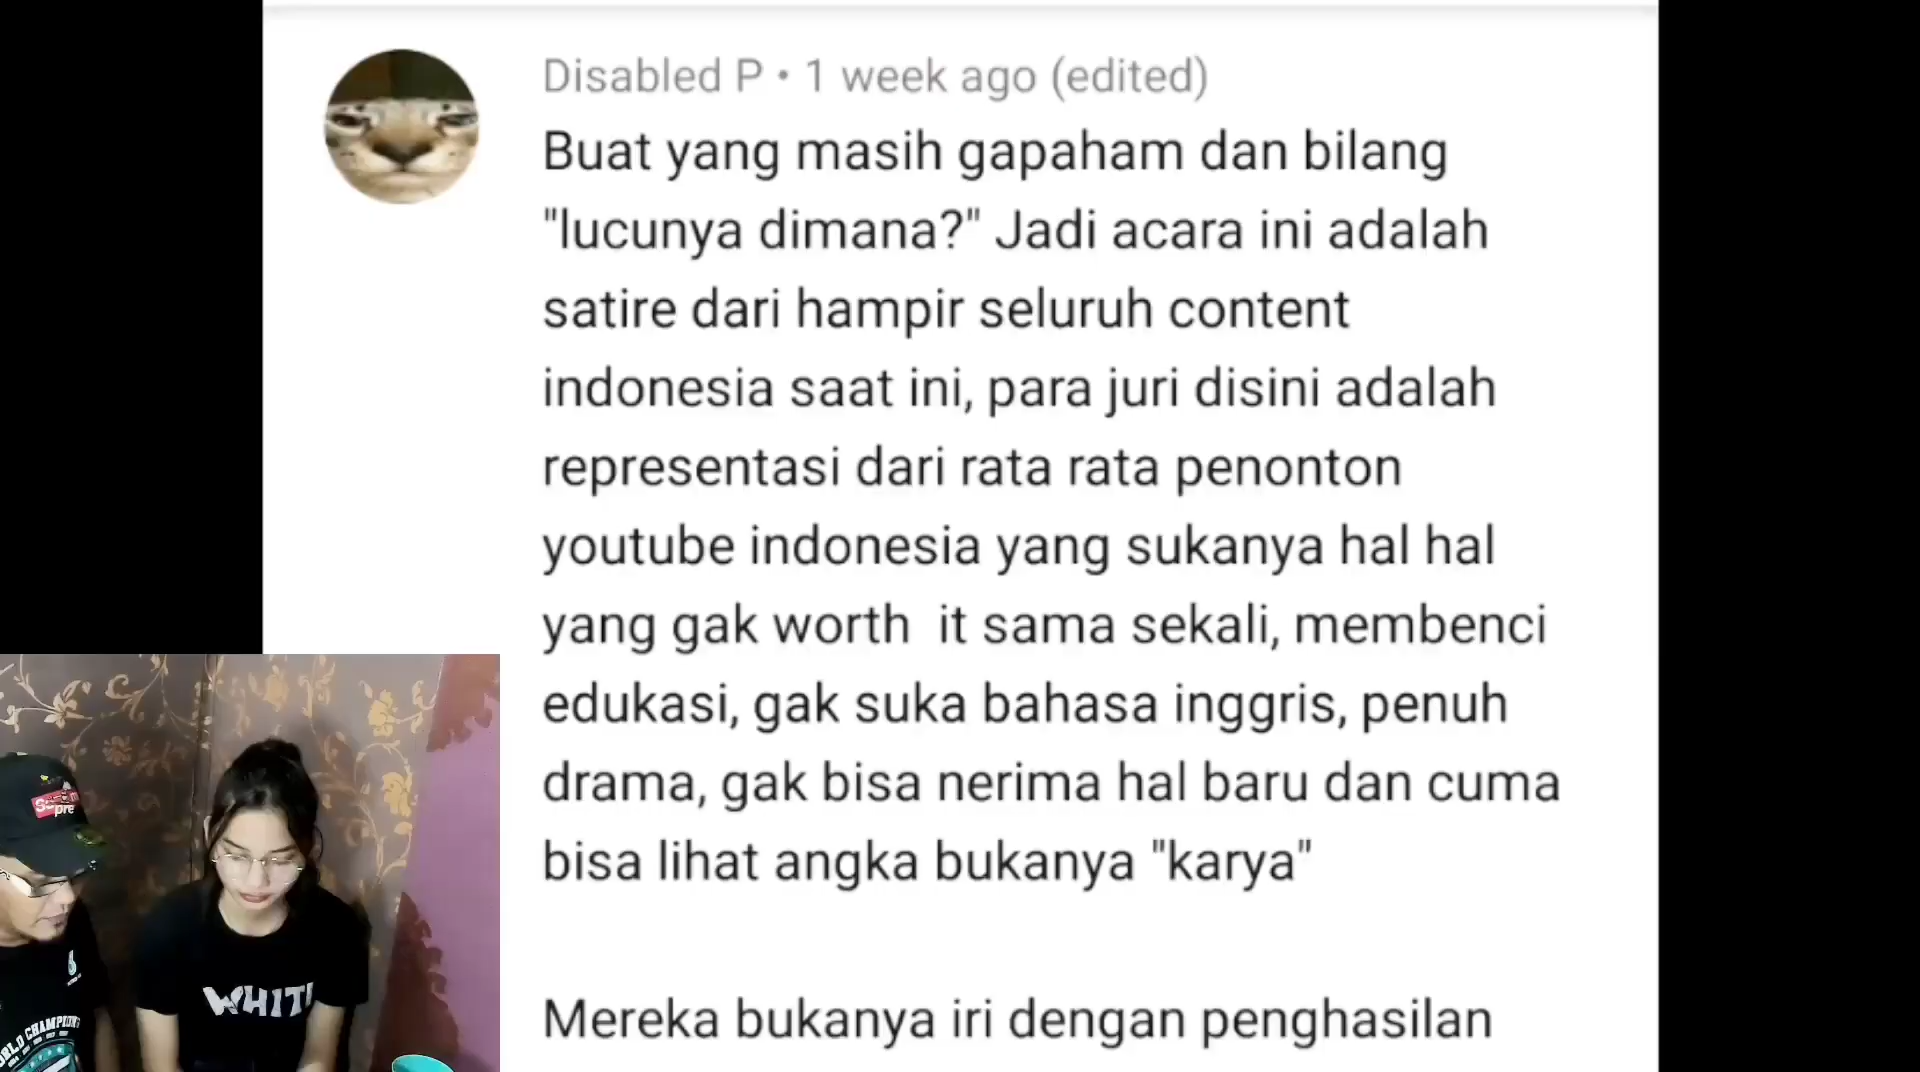 Disabled P • 1 week ago (edited)
Buat yang masih gapaham dan bilang
"lucunya dimana?" Jadi acara ini adalah
satire dari hampir seluruh content
indonesia saat ini, para juri disini adalah
representasi dari rata rata penonton
youtube indonesia yang sukanya hal hal
yang gak worth  it sama sekali, membenci
edukasi, gak suka bahasa inggris, penuh
drama, gak bisa nerima hal baru dan cuma
bisa lihat angka bukanya "karya"
Mereka bukanya iri dengan penghasilan
WHITE